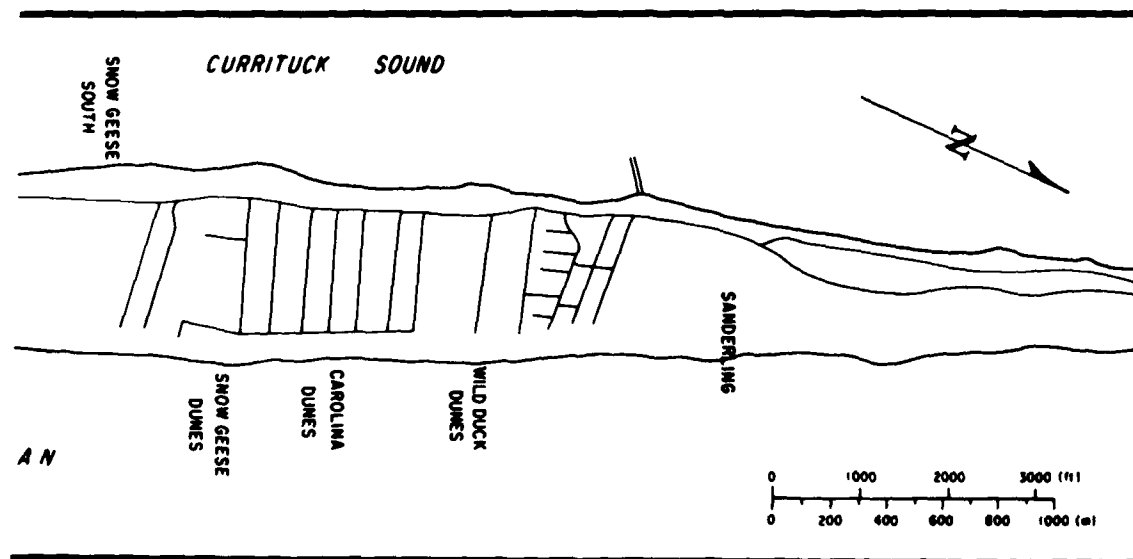 CURRITUCK SOUND
SNOW GEESE
SOUTH
N
SANDERLING
SNOW GEESE
DUNES
CAROLINA
DUNES
WILD DUCK
DUNES
AN
0 1000 2000 3000 (ft)
0 200 400 600 800 1000 (m)